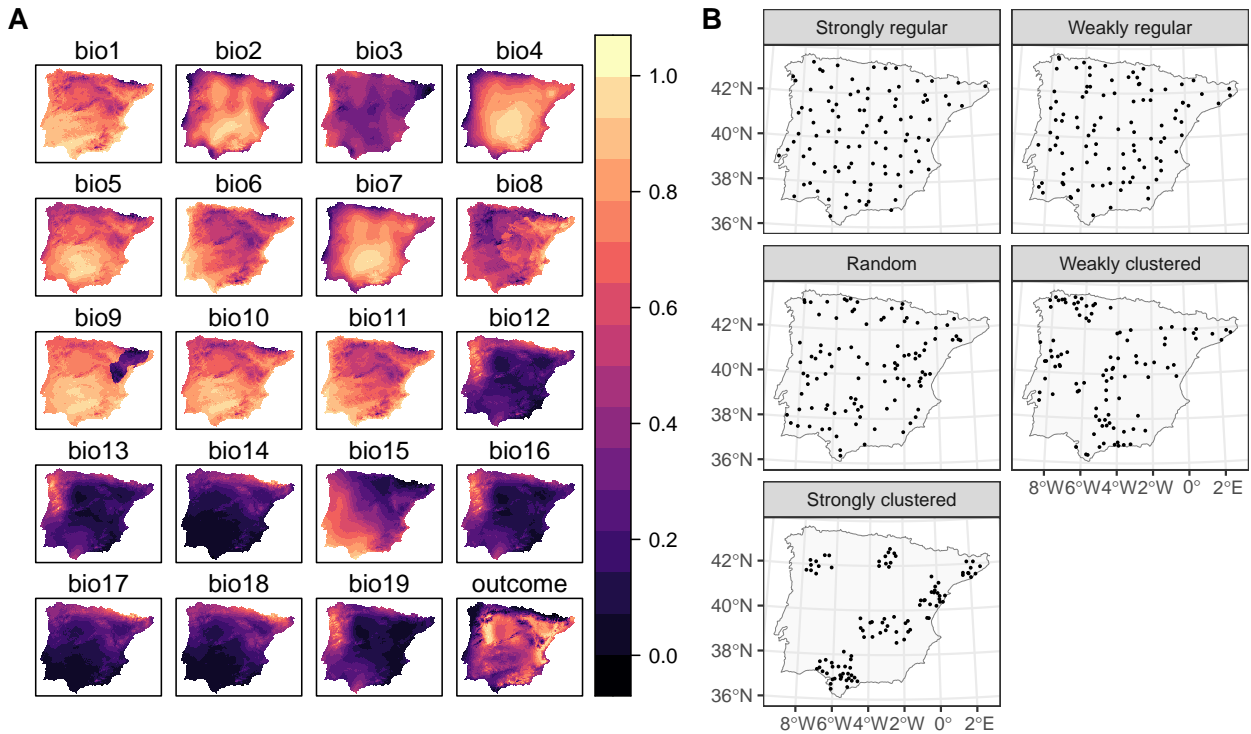 A
bio1 bio2 bio3 bio4
bio5 bio6 bio7 bio8
bio9 bio10 bio11 bio12
bio13 bio14 bio15 bio16
bio17 bio18 bio19 outcome
1.0
0.8
0.6
0.4
0.2
0.0
B
Strongly regular Weakly regular
42°N
40°N
38°N
36°N
Random Weakly clustered
42°N
40°N
38°N
36°N
8°W 6°W 4°W 2°W 0° 2°E
Strongly clustered
42°N
40°N
38°N
36°N
8°W 6°W 4°W 2°W 0° 2°E